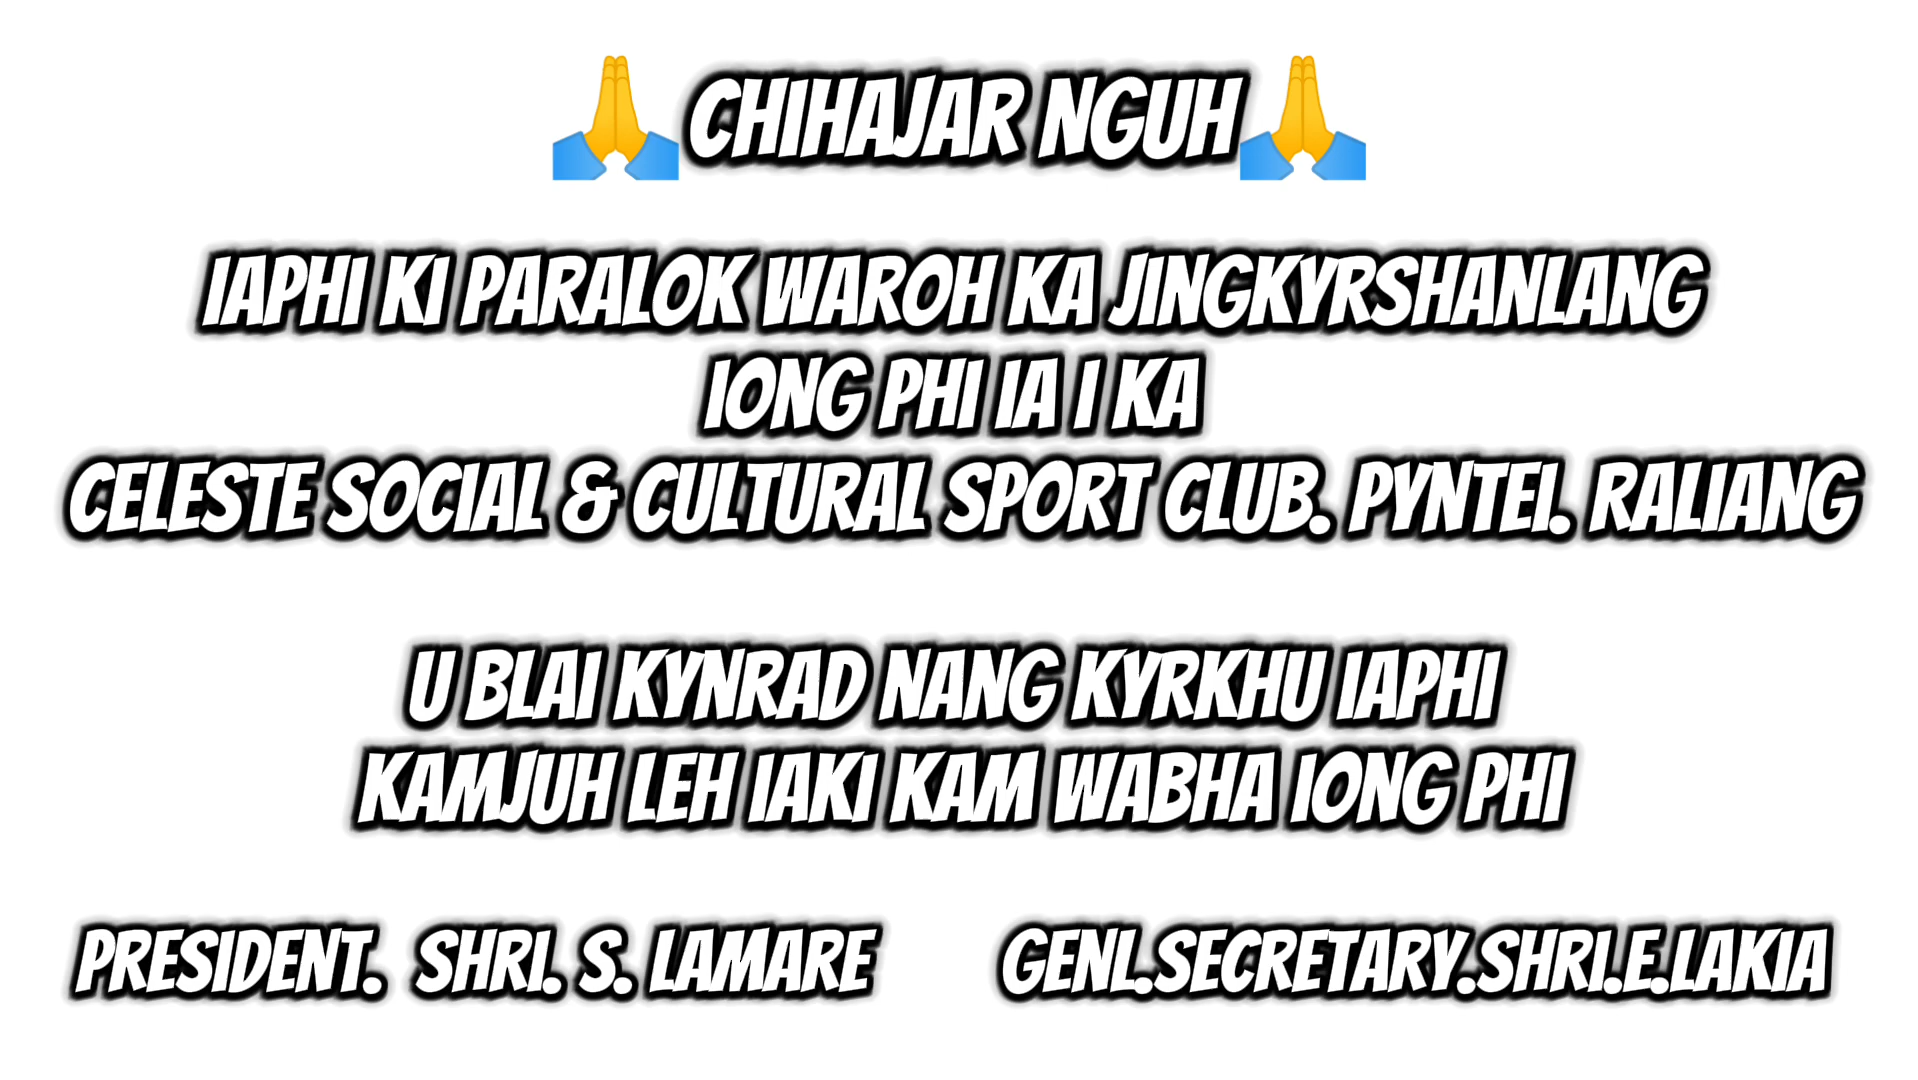 🙏CHIHAJAR NGUH🙏
IAPHI KI PARALOK WAROH KA JINGKYRSHANLANG
IONG PHI IA I KA
CELESTE SOCIAL & CULTURAL SPORT CLUB. PYNTEI. RALIANG
U BLAI KYNRAD NANG KYRKHU IAPHI
KAMJUH LEH IAKI KAM WABHA IONG PHI
PRESIDENT. SHRI. S. LAMARE GENL.SECRETARY.SHRI.E.LAKIA